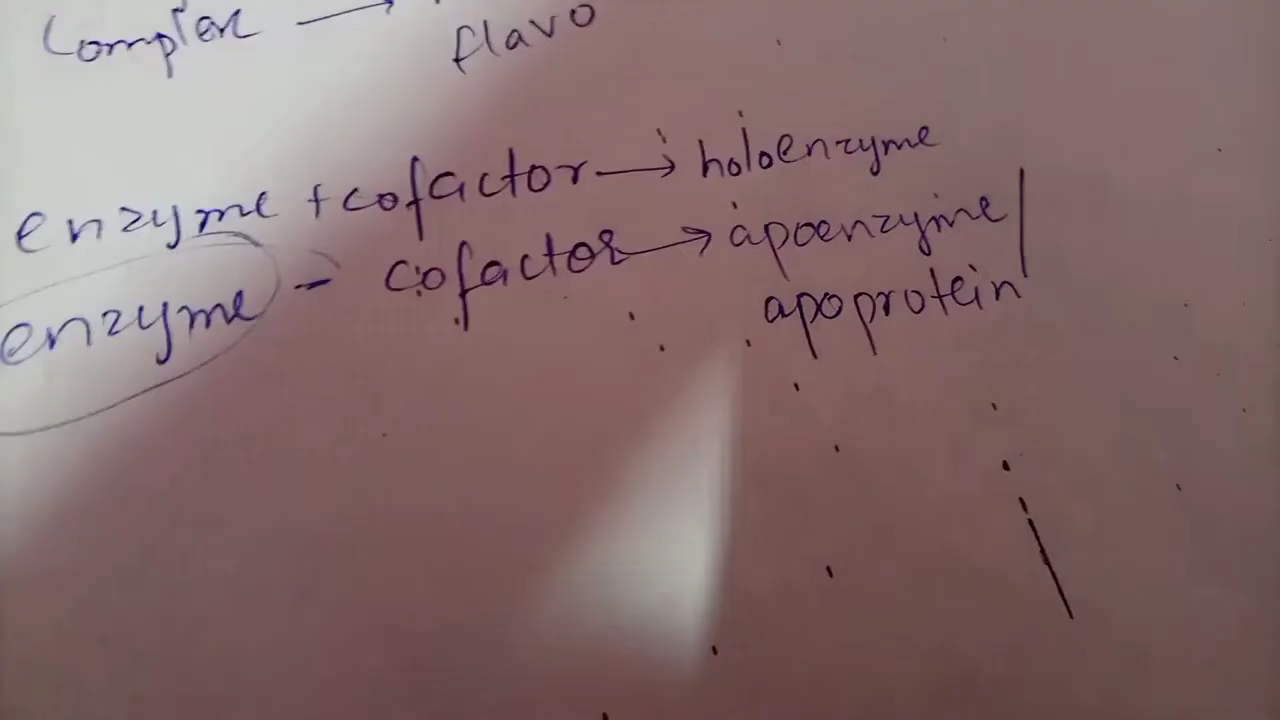 Complex →
flavo
enzyme + cofactor → holoenzyme
enzyme - cofactor → apoenzyme/
apoprotein